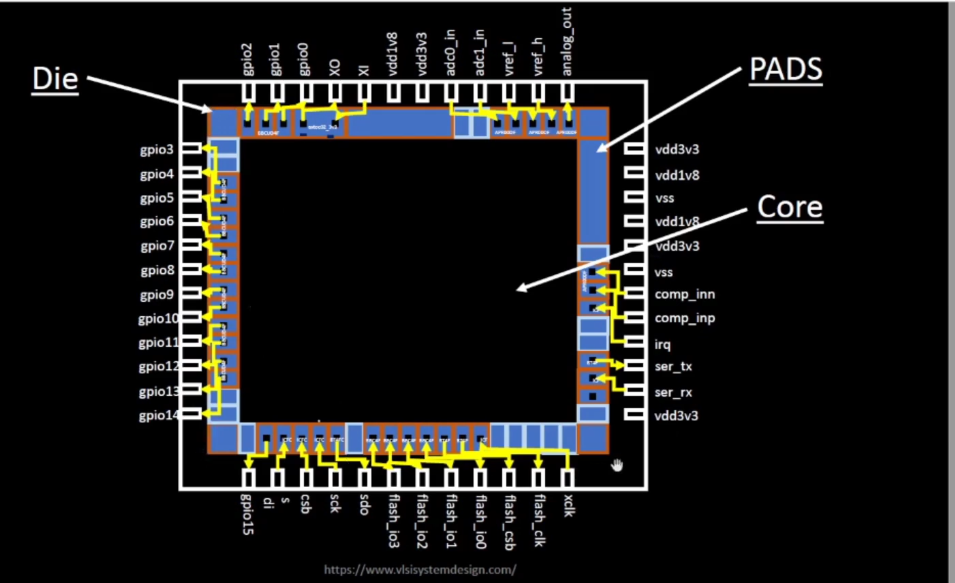 gpio2
gpio1
gpio0
XO
XI
vdd1v8
vdd3v3
adc0_in
adc1_in
vref_l
vref_h
analog_out
Die
PADS
Core
gpio3
gpio4
gpio5
gpio6
gpio7
gpio8
gpio9
gpio10
gpio11
gpio12
gpio13
gpio14
vdd3v3
vdd1v8
vss
vdd1v8
vdd3v3
vss
comp_inn
comp_inp
irq
ser_tx
ser_rx
vdd3v3
gpio15
di
s
csb
sck
sdo
flash_io3
flash_io2
flash_io1
flash_io0
flash_csb
flash_clk
xclk
https://www.vlsisystemdesign.com/